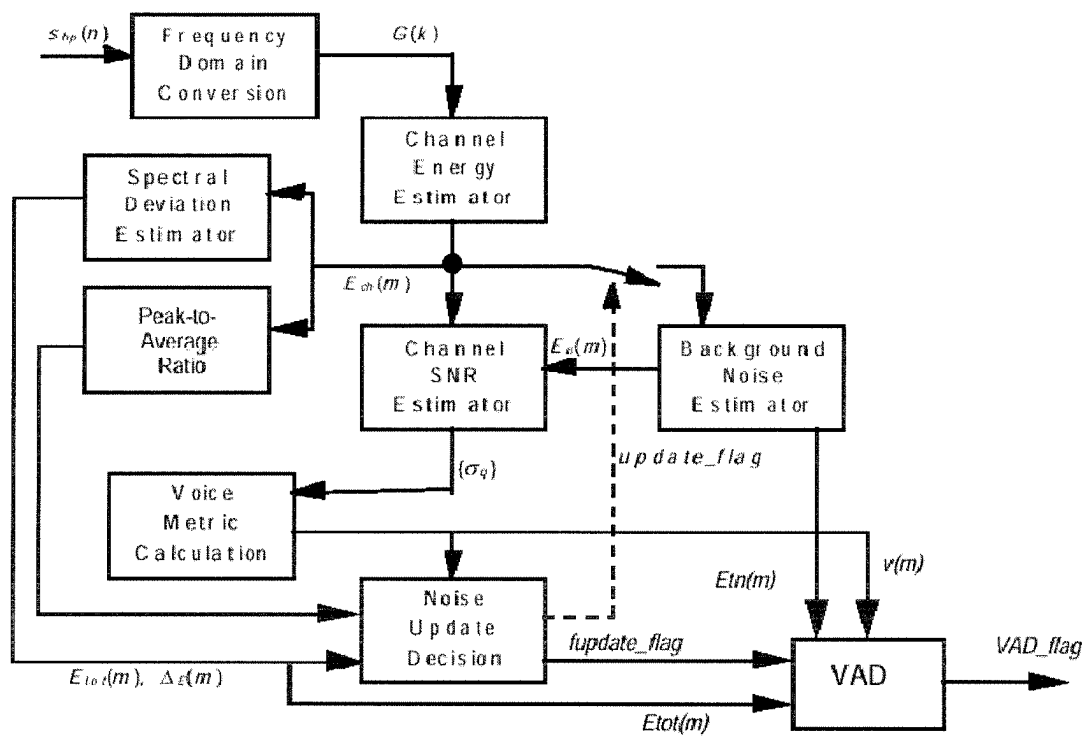 s_hp(n)
Frequency
Domain
Conversion
G(k)
Channel
Energy
Estimator
Spectral
Deviation
Estimator
E_ch(m)
Peak-to-
Average
Ratio
Channel
SNR
Estimator
E_n(m)
Background
Noise
Estimator
update_flag
{σ_q}
Voice
Metric
Calculation
Etn(m)
v(m)
Noise
Update
Decision
fupdate_flag
VAD
VAD_flag
E_tot(m), Δ_E(m)
Etot(m)